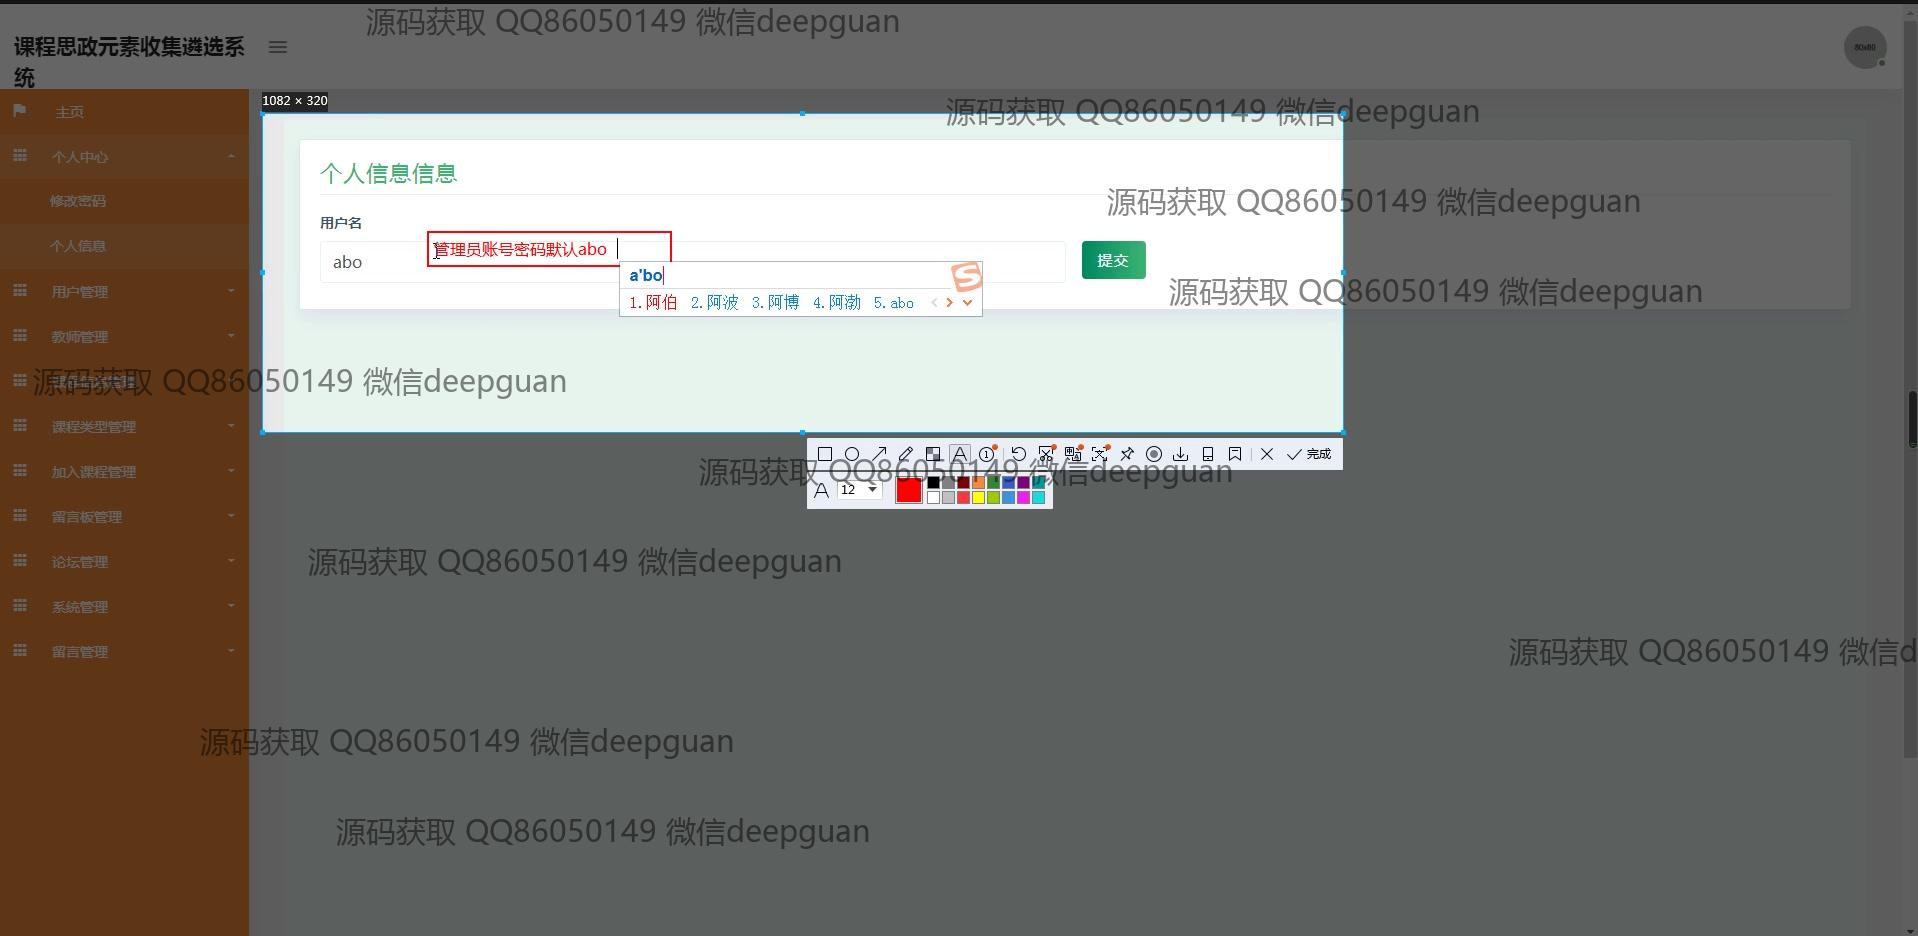 源码获取 QQ86050149 微信deepguan
课程思政元素收集遴选系
统
80x80
主页
1082 × 320
源码获取 QQ86050149 微信deepguan
个人中心
个人信息信息
修改密码
源码获取 QQ86050149 微信deepguan
用户名
个人信息
管理员账号密码默认abo
abo
提交
a'bo
用户管理
1.阿伯 2.阿波 3.阿博 4.阿渤 5.abo
源码获取 QQ86050149 微信deepguan
教师管理
源码获取 QQ86050149 微信deepguan
课程类型管理
完成
加入课程管理
源码获取 QQ86050149 微信deepguan
A 12
留言板管理
论坛管理
源码获取 QQ86050149 微信deepguan
系统管理
留言管理
源码获取 QQ86050149 微信d
源码获取 QQ86050149 微信deepguan
源码获取 QQ86050149 微信deepguan